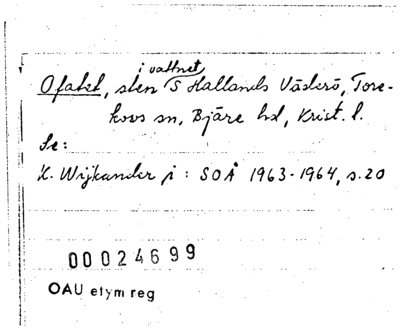 i vattnet
Ofakt, sten S Hallands Väderö, Tore-
kovs sn, Bjäre hd, Krist. l.
Se:
K. Wijkander i: SOÅ 1963-1964, s.20
00024699
OAU etym reg